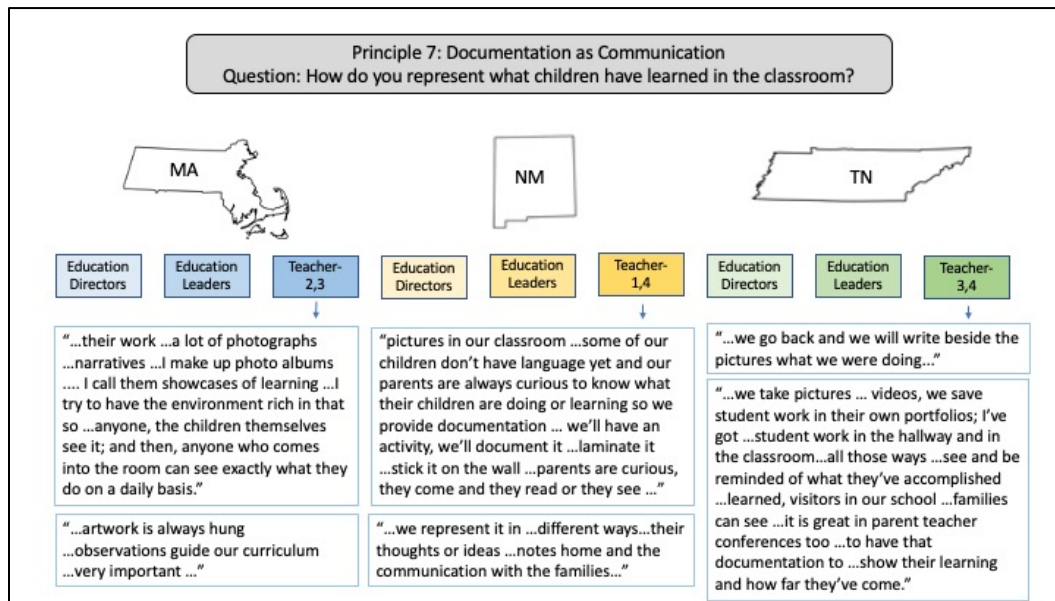 Principle 7: Documentation as Communication
Question: How do you represent what children have learned in the classroom?
MA
NM
TN
Education
Directors
Education
Leaders
Teacher-
2,3
Education
Directors
Education
Leaders
Teacher-
1,4
Education
Directors
Education
Leaders
Teacher-
3,4
“…their work …a lot of photographs
…narratives …I make up photo albums
…. I call them showcases of learning …I
try to have the environment rich in that
so …anyone, the children themselves
see it; and then, anyone who comes
into the room can see exactly what they
do on a daily basis.”
“…artwork is always hung
…observations guide our curriculum
…very important …”
“pictures in our classroom …some of our
children don’t have language yet and our
parents are always curious to know what
their children are doing or learning so we
provide documentation … we’ll have an
activity, we’ll document it …laminate it
…stick it on the wall …parents are curious,
they come and they read or they see …”
“…we represent it in …different ways…their
thoughts or ideas …notes home and the
communication with the families…”
“…we go back and we will write beside the
pictures what we were doing…”
“…we take pictures … videos, we save
student work in their own portfolios; I’ve
got …student work in the hallway and in
the classroom…all those ways …see and be
reminded of what they’ve accomplished
…learned, visitors in our school …families
can see …it is great in parent teacher
conferences too …to have that
documentation to …show their learning
and how far they’ve come.”